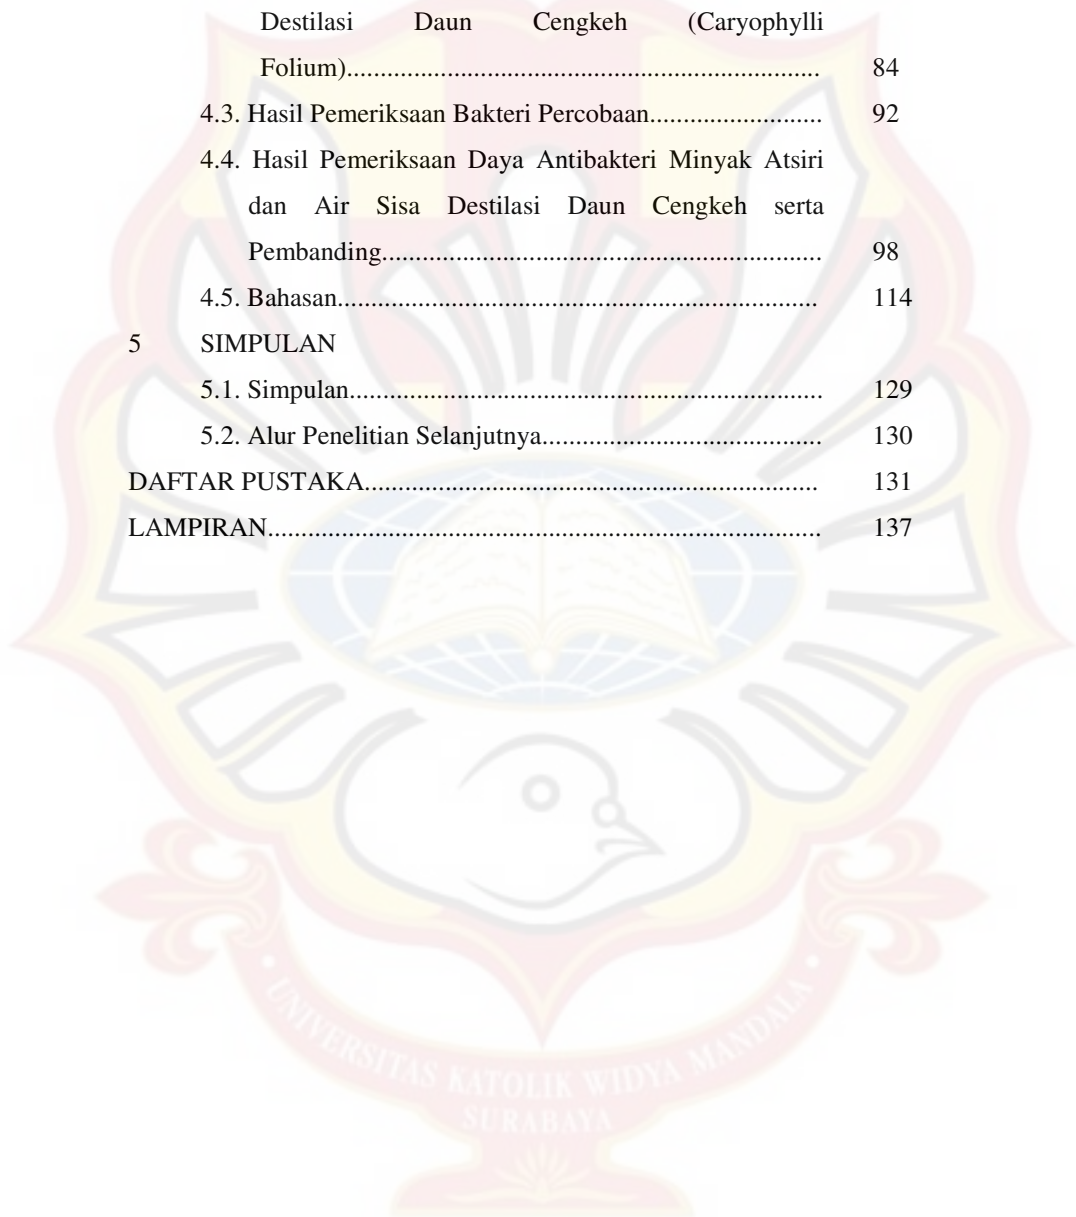 Destilasi Daun Cengkeh (Caryophylli
Folium)...................................................................... 84
4.3. Hasil Pemeriksaan Bakteri Percobaan.......................... 92
4.4. Hasil Pemeriksaan Daya Antibakteri Minyak Atsiri
dan Air Sisa Destilasi Daun Cengkeh serta
Pembanding................................................................. 98
4.5. Bahasan....................................................................... 114
5 SIMPULAN
5.1. Simpulan...................................................................... 129
5.2. Alur Penelitian Selanjutnya.......................................... 130
DAFTAR PUSTAKA................................................................... 131
LAMPIRAN.................................................................................. 137
• UNIVERSITAS KATOLIK WIDYA MANDALA •
SURABAYA